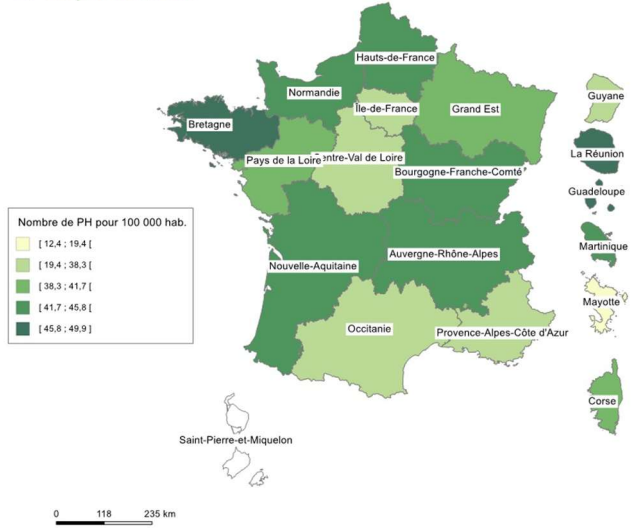 Hauts-de-France
Normandie
Île-de-France
Grand Est
Guyane
Bretagne
La Réunion
Pays de la Loire
entre-Val de Loire
Bourgogne-Franche-Comté
Guadeloupe
Nombre de PH pour 100 000 hab.
[ 12,4 ; 19,4 [
[ 19,4 ; 38,3 [
[ 38,3 ; 41,7 [
[ 41,7 ; 45,8 [
[ 45,8 ; 49,9 ]
Martinique
Auvergne-Rhône-Alpes
Nouvelle-Aquitaine
Mayotte
Occitanie
Provence-Alpes-Côte d'Azur
Corse
Saint-Pierre-et-Miquelon
0 118 235 km